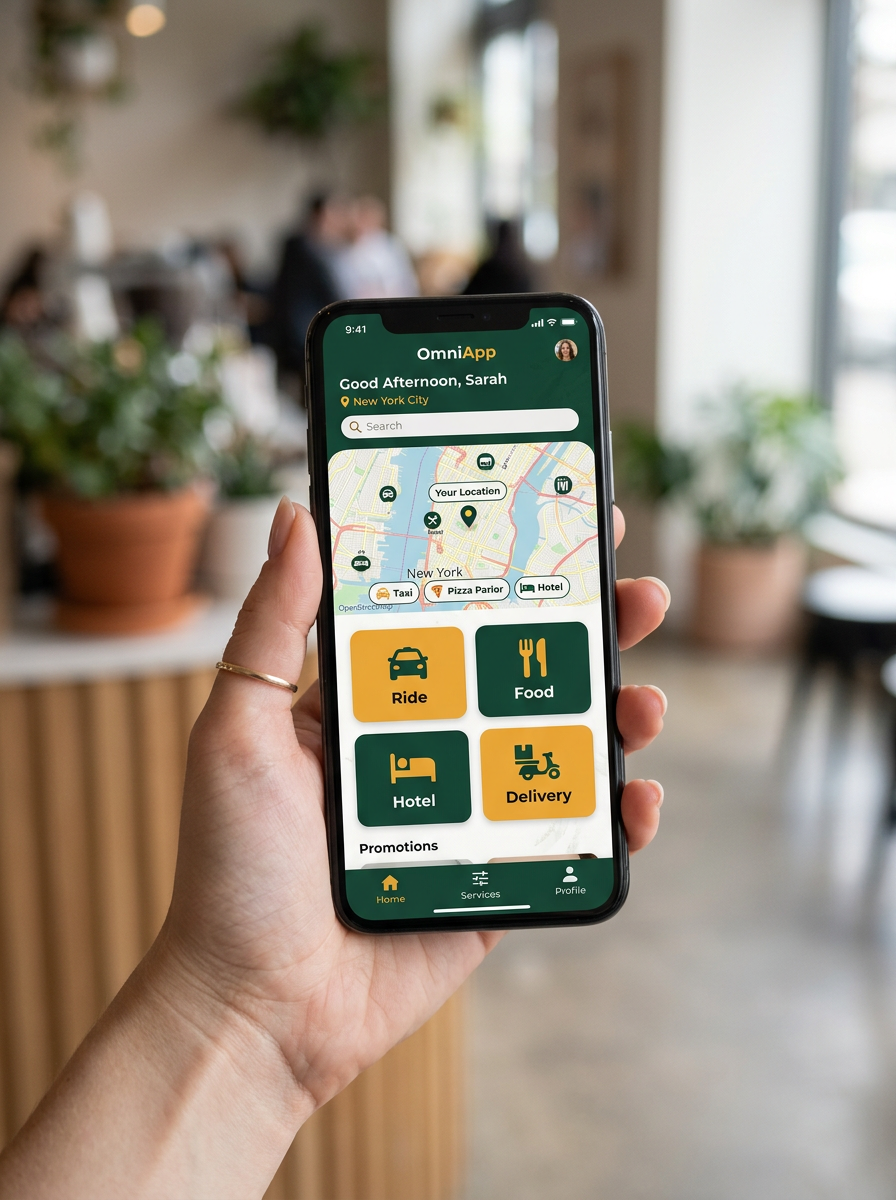 9:41
OmniApp
Good Afternoon, Sarah
New York City
Search
Your Location
New York
Taxi
Pizza Parlor
Hotel
OpenStreetMap
Ride
Food
Hotel
Delivery
Promotions
Home
Services
Profile